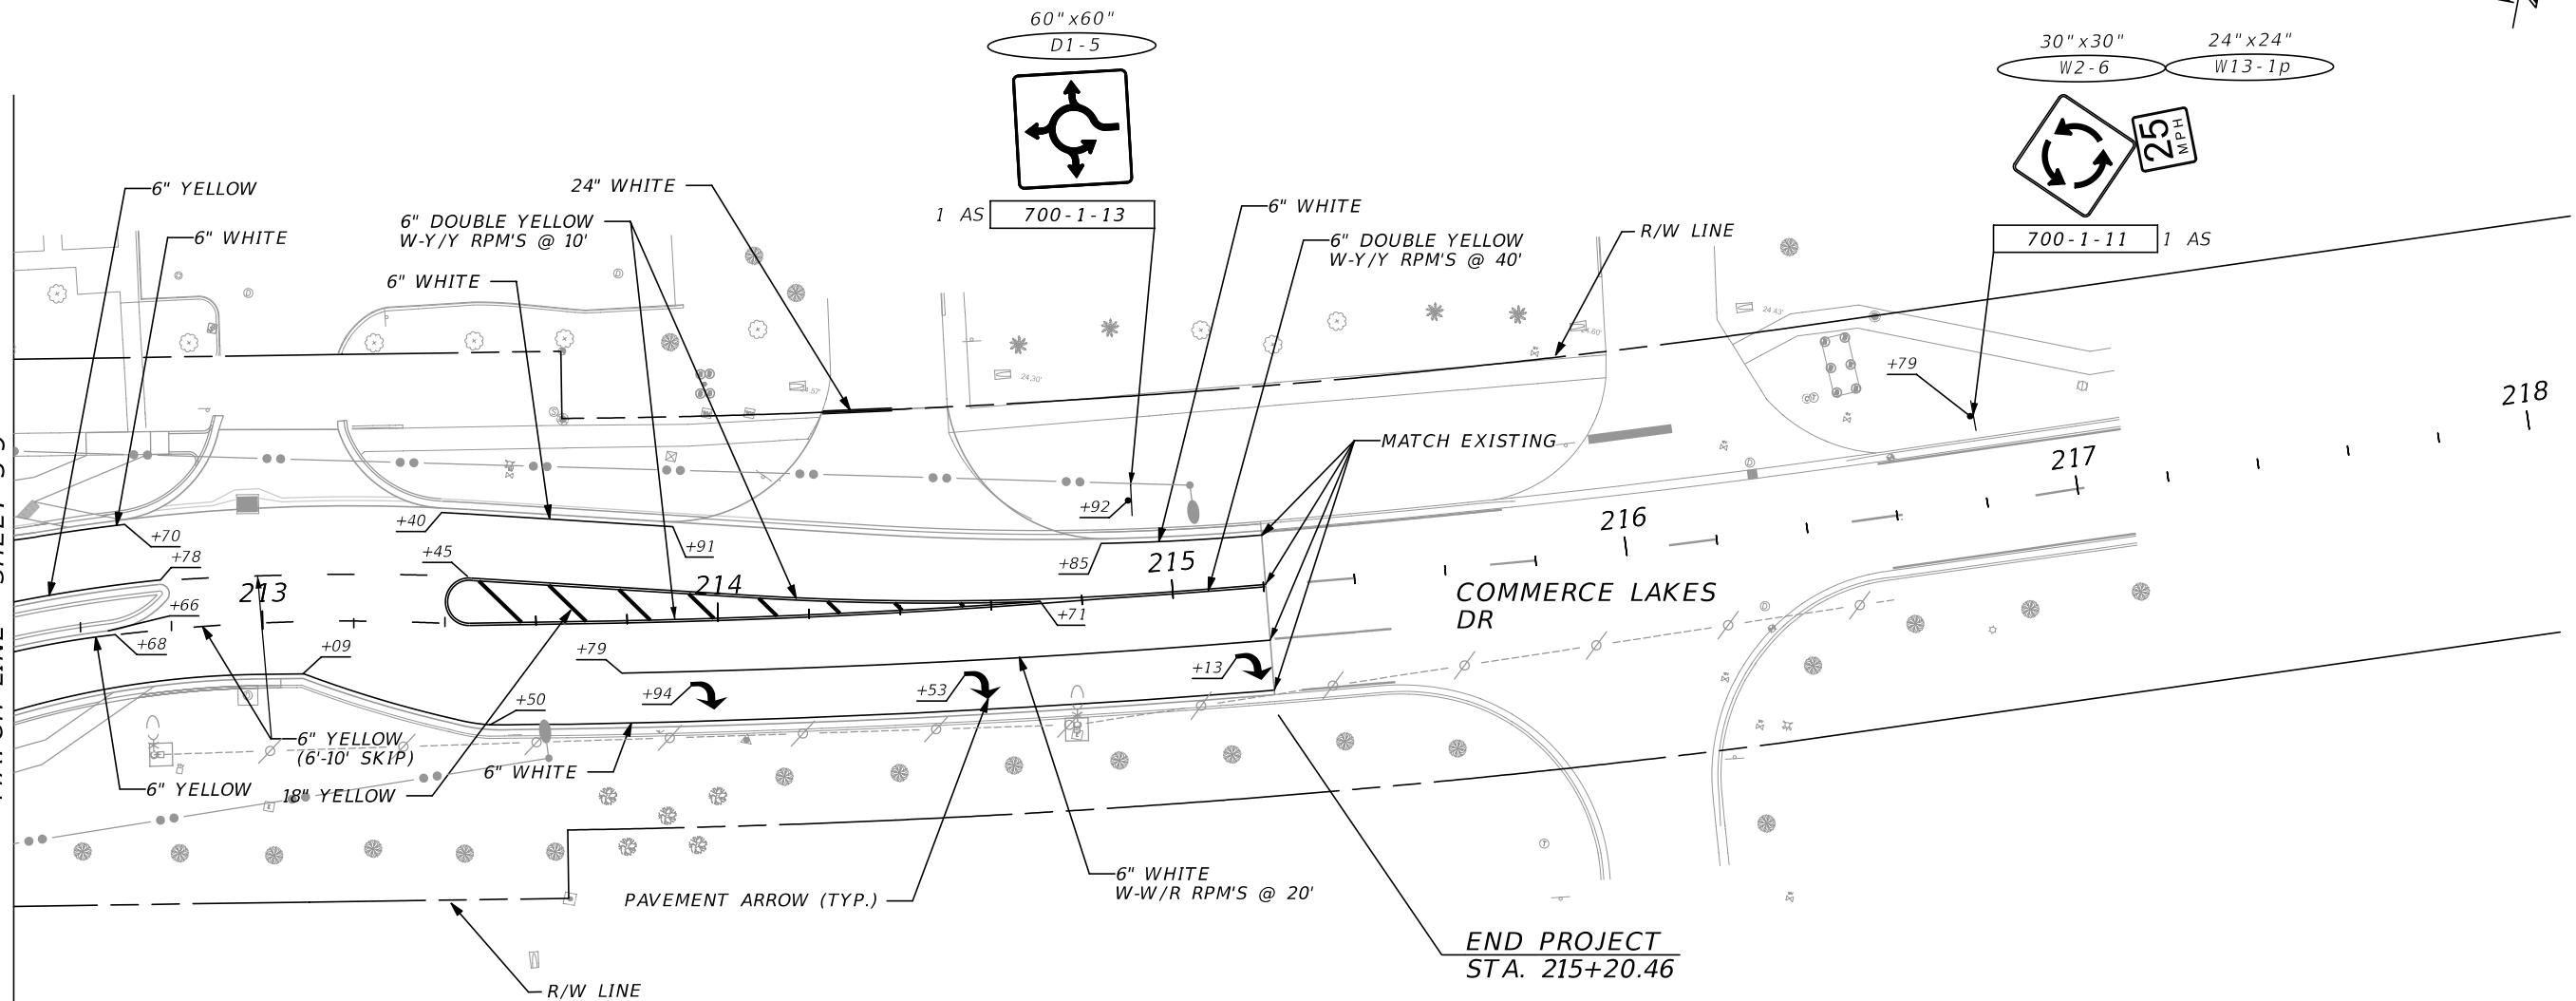 60"x60"
D1-5
30"x30"
24"x24"
W2-6
W13-1p
25
MPH
6" YELLOW
24" WHITE
6" DOUBLE YELLOW
W-Y/Y RPM'S @ 10'
1 AS
700-1-13
6" WHITE
6" WHITE
6" WHITE
6" DOUBLE YELLOW
W-Y/Y RPM'S @ 40'
R/W LINE
700-1-11
1 AS
24.43'
24.30'
+79
218
217
216
215
214
213
MATCH EXISTING
+92
+40
+91
+85
+70
+78
+45
+66
+68
+09
+71
+79
+94
+50
+53
+13
COMMERCE LAKES
DR
6" YELLOW
(6'-10' SKIP)
6" YELLOW
18" YELLOW
6" WHITE
PAVEMENT ARROW (TYP.)
6" WHITE
W-W/R RPM'S @ 20'
END PROJECT
STA. 215+20.46
R/W LINE